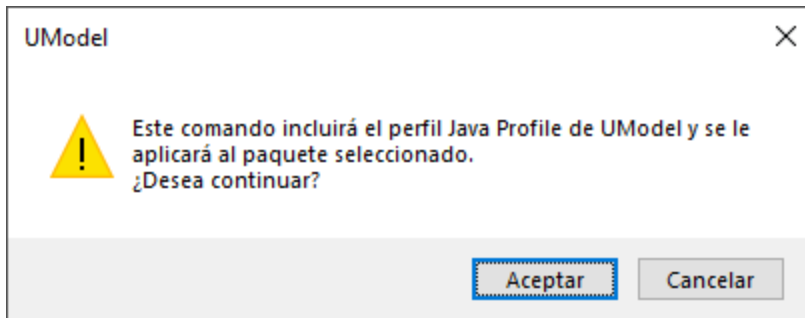 UModel
Este comando incluirá el perfil Java Profile de UModel y se le
aplicará al paquete seleccionado.
¿Desea continuar?
Aceptar
Cancelar